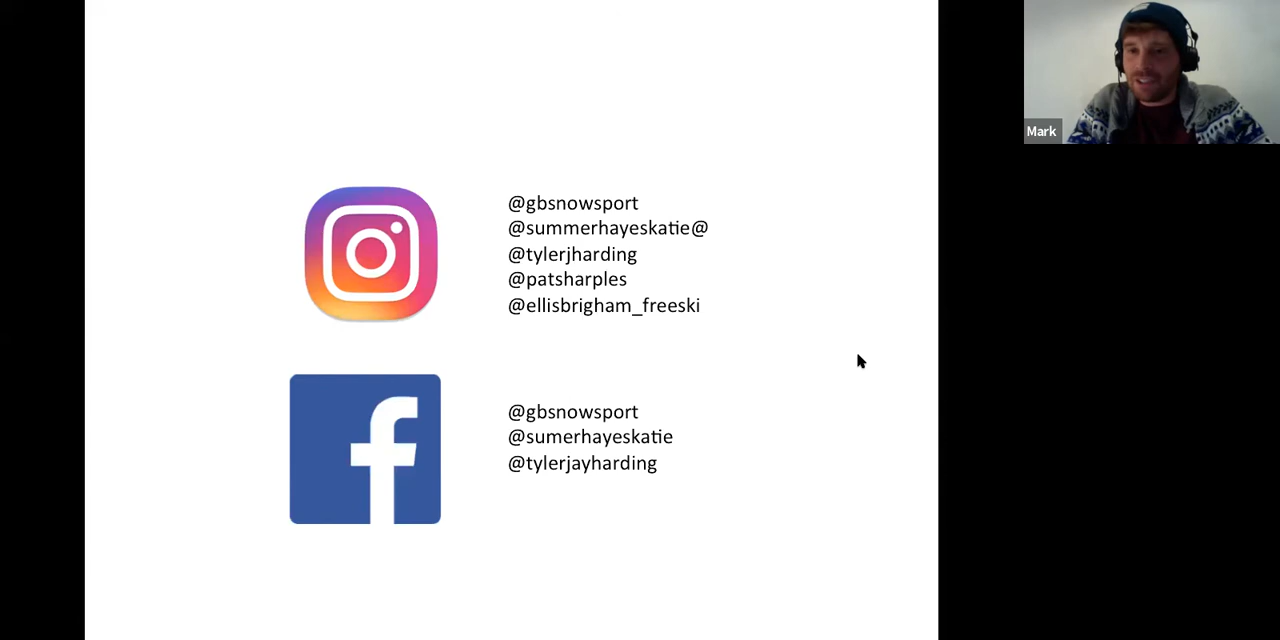 @gbsnowsport
@summerhayeskatie@
@tylerjharding
@patsharples
@ellisbrigham_freeski
@gbsnowsport
@sumerhayeskatie
@tylerjayharding
Mark